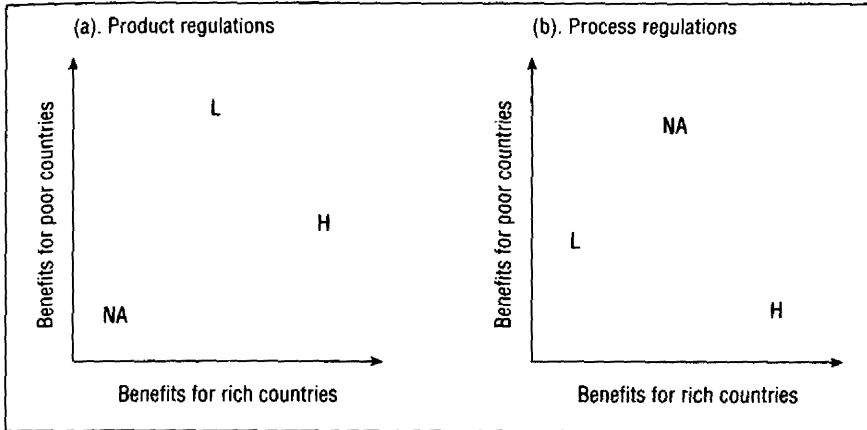 (a). Product regulations
Benefits for poor countries
L
H
NA
Benefits for rich countries
(b). Process regulations
Benefits for poor countries
NA
L
H
Benefits for rich countries